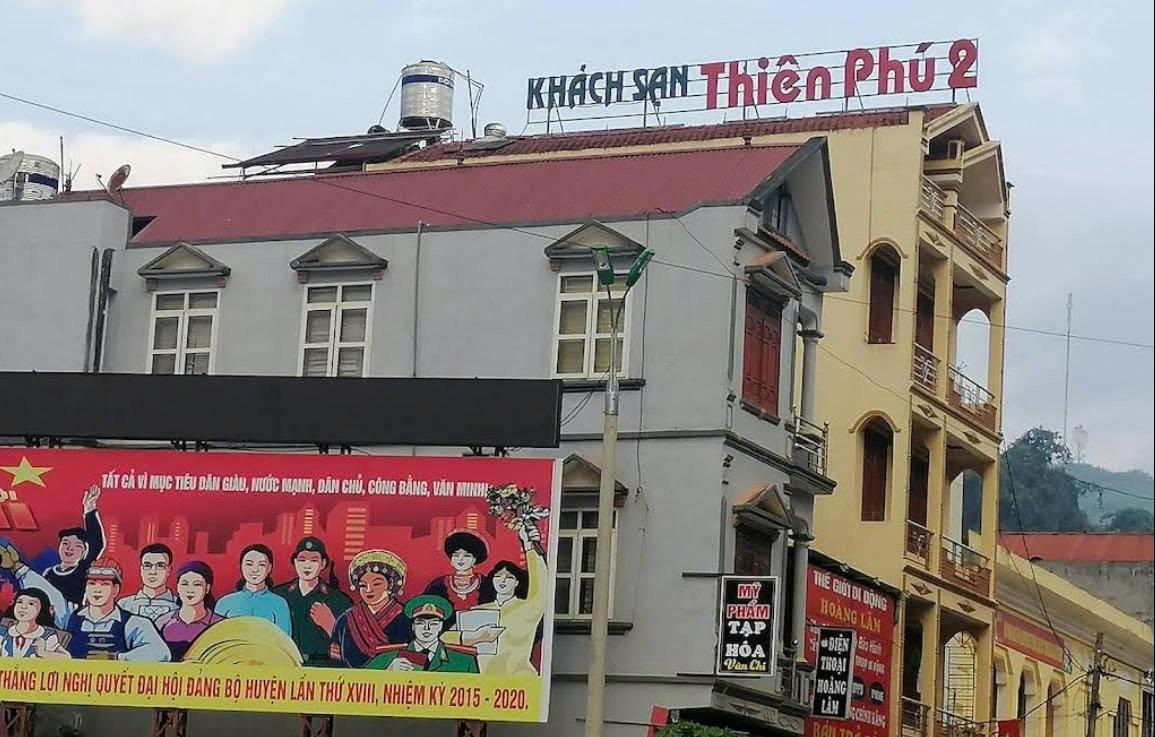 KHÁCH SẠN Thiên Phú 2
TẤT CẢ VÌ MỤC TIÊU DÂN GIÀU, NƯỚC MẠNH, DÂN CHỦ, CÔNG BẰNG, VĂN MINH
THẮNG LỢI NGHỊ QUYẾT ĐẠI HỘI ĐẢNG BỘ HUYỆN LẦN THỨ XVIII, NHIỆM KỲ 2015 - 2020.
MỸ
PHẨM
TẠP
HÓA
Vân Chi
THẾ GIỚI DI ĐỘNG
HOÀNG LÂM
ĐIỆN
THOẠI
HOÀNG
LÂM